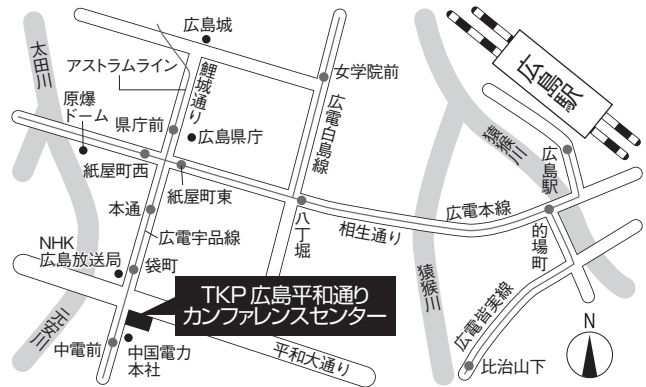 広島城
太田川
アストラムライン
鯉城通り
女学院前
広島駅
原爆
ドーム
県庁前
広島県庁
広電白島線
猿猴川
広島駅
紙屋町西
紙屋町東
本通
八丁堀
相生通り
広電本線
的場町
NHK
広島放送局
広電宇品線
袋町
TKP 広島平和通り
カンファレンスセンター
猿猴川
広電皆実線
元安川
中電前
中国電力
本社
平和大通り
比治山下
N